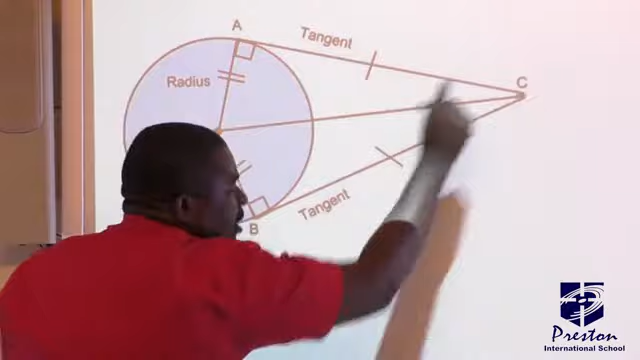 A
Tangent
C
Radius
Tangent
B
Preston
International School